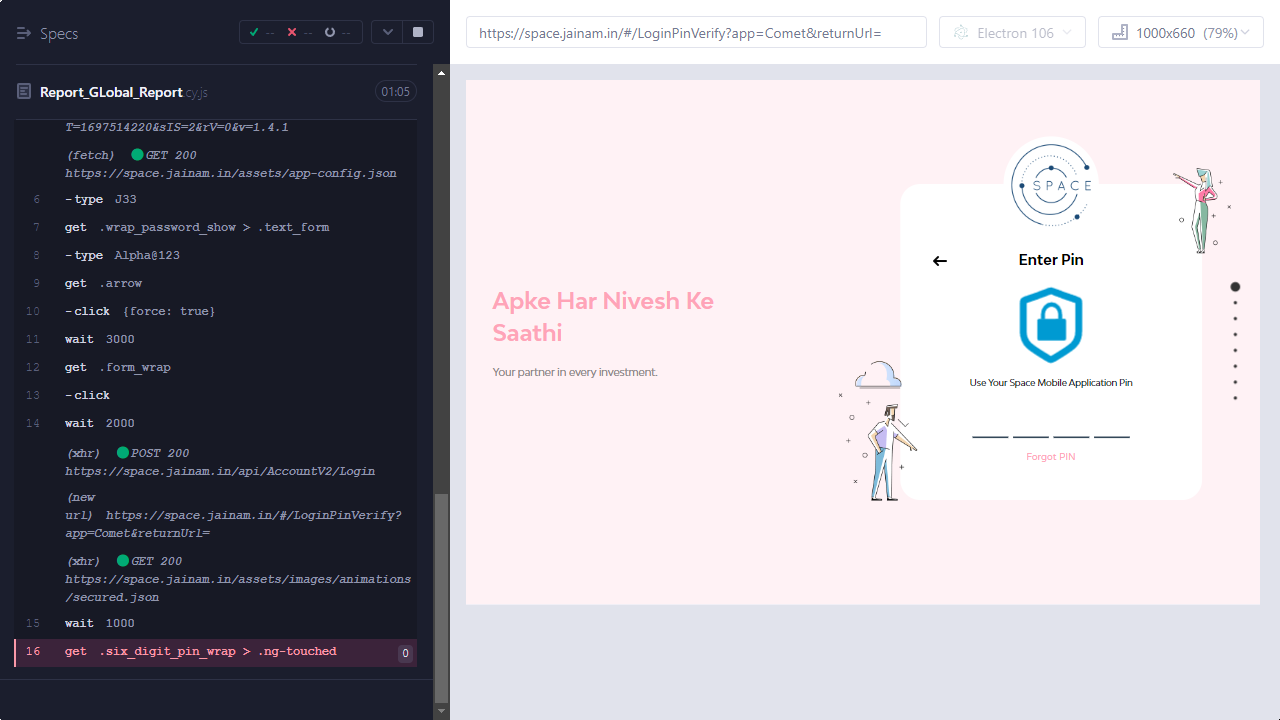 Specs
--
--
--
https://space.jainam.in/#/LoginPinVerify?app=Comet&returnUrl=
Electron 106
1000x660 (79%)
Report_GLobal_Report.cy.js
01:05
T=1697514220&sIS=2&rV=0&v=1.4.1
(fetch) GET 200
https://space.jainam.in/assets/app-config.json
6 -type J33
7 get .wrap_password_show > .text_form
8 -type Alpha@123
9 get .arrow
10 -click {force: true}
11 wait 3000
12 get .form_wrap
13 -click
14 wait 2000
(xhr) POST 200
https://space.jainam.in/api/AccountV2/Login
(new
url) https://space.jainam.in/#/LoginPinVerify?
app=Comet&returnUrl=
(xhr) GET 200
https://space.jainam.in/assets/images/animations
/secured.json
15 wait 1000
16 get .six_digit_pin_wrap > .ng-touched 0
Apke Har Nivesh Ke
Saathi
Your partner in every investment.
SPACE
Enter Pin
Use Your Space Mobile Application Pin
Forgot PIN